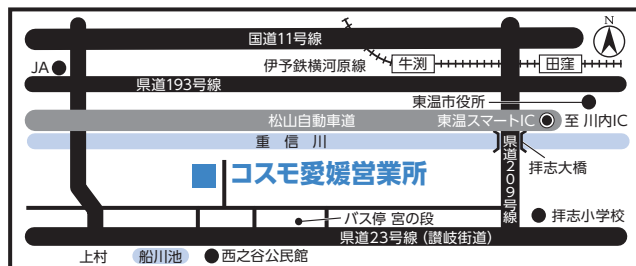 国道11号線
N
JA
伊予鉄横河原線
牛渕
田窪
県道193号線
東温市役所
松山自動車道
東温スマートIC
至 川内IC
重信川
県道209号線
拝志大橋
コスモ愛媛営業所
バス停 宮の段
拝志小学校
県道23号線(讃岐街道)
上村
船川池
西之谷公民館